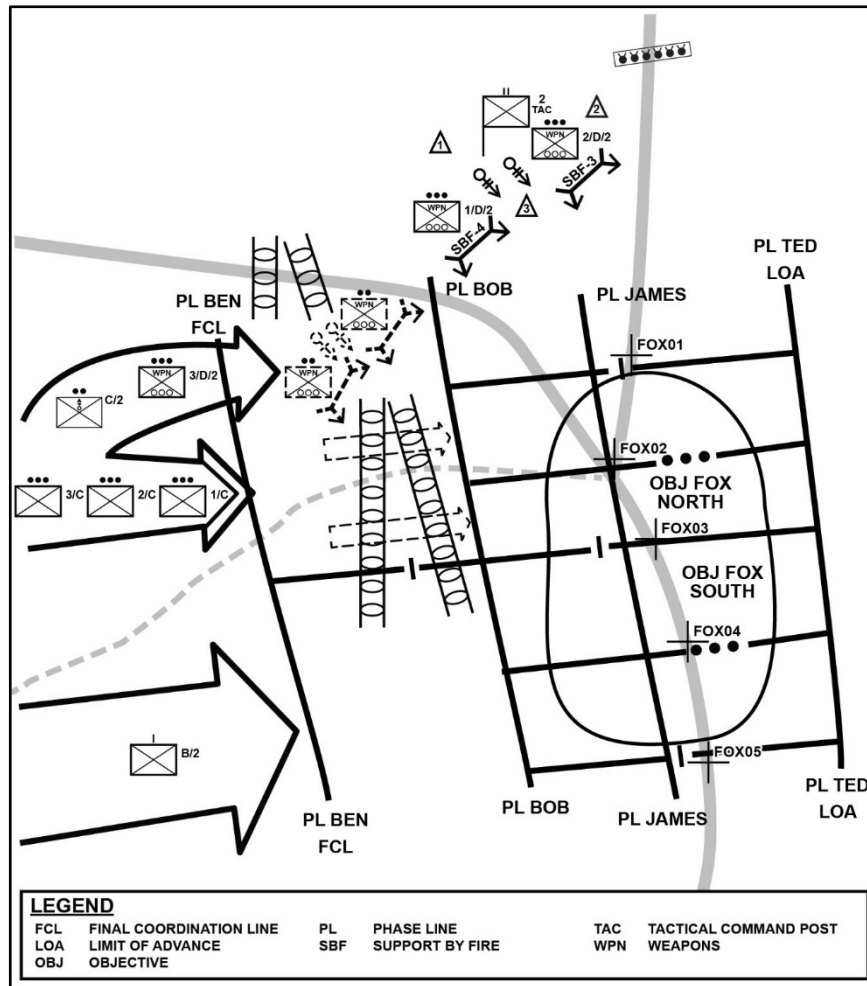 2
TAC
2
WPN
2/D/2
1
SBF-3
WPN
1/D/2
3
SBF-4
PL TED
LOA
PL BOB
PL BEN
FCL
PL JAMES
WPN
FOX01
WPN
3/D/2
WPN
C/2
FOX02
OBJ FOX
NORTH
3/C
2/C
1/C
FOX03
OBJ FOX
SOUTH
FOX04
B/2
FOX05
PL BEN
FCL
PL BOB
PL JAMES
PL TED
LOA
LEGEND
FCL FINAL COORDINATION LINE PL PHASE LINE TAC TACTICAL COMMAND POST
LOA LIMIT OF ADVANCE SBF SUPPORT BY FIRE WPN WEAPONS
OBJ OBJECTIVE